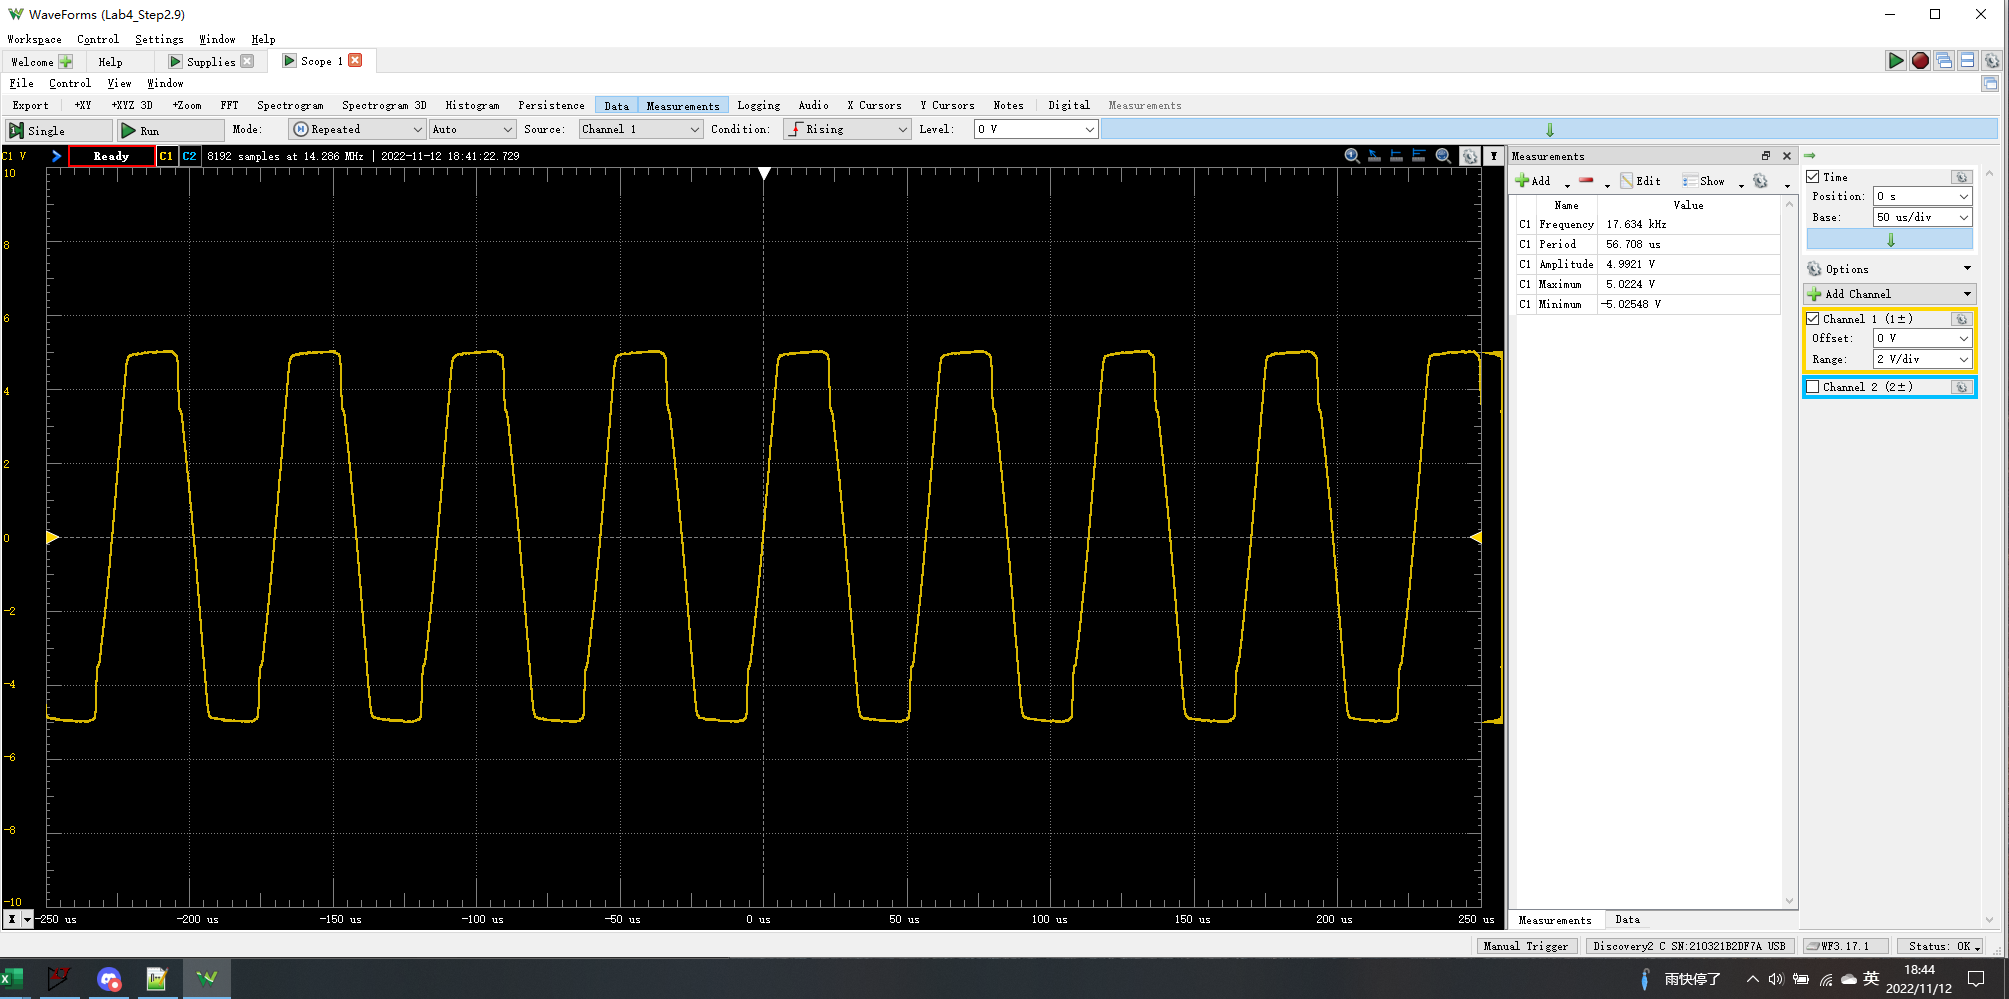 WaveForms (Lab4_Step2.9)
Workspace Control Settings Window Help
Welcome Help Supplies Scope 1
File Control View Window
Export +XY +XYZ 3D +Zoom FFT Spectrogram Spectrogram 3D Histogram Persistence Data Measurements Logging Audio X Cursors Y Cursors Notes Digital Measurements
Single Run Mode: Repeated Auto Source: Channel 1 Condition: Rising Level: 0 V
C1 V Ready C1 C2 8192 samples at 14.286 MHz | 2022-11-12 18:41:22.729 Y
10
8
6
4
2
0
-2
-4
-6
-8
-10
X -250 us -200 us -150 us -100 us -50 us 0 us 50 us 100 us 150 us 200 us 250 us
Measurements
Add Edit Show
Name Value
C1 Frequency 17.634 kHz
C1 Period 56.708 us
C1 Amplitude 4.9921 V
C1 Maximum 5.0224 V
C1 Minimum -5.02548 V
Measurements Data
Time
Position: 0 s
Base: 50 us/div
Options
Add Channel
Channel 1 (1±)
Offset: 0 V
Range: 2 V/div
Channel 2 (2±)
Manual Trigger Discovery2 C SN:210321B2DF7A USB WF3.17.1 Status: OK
雨快停了 英 18:44
2022/11/12